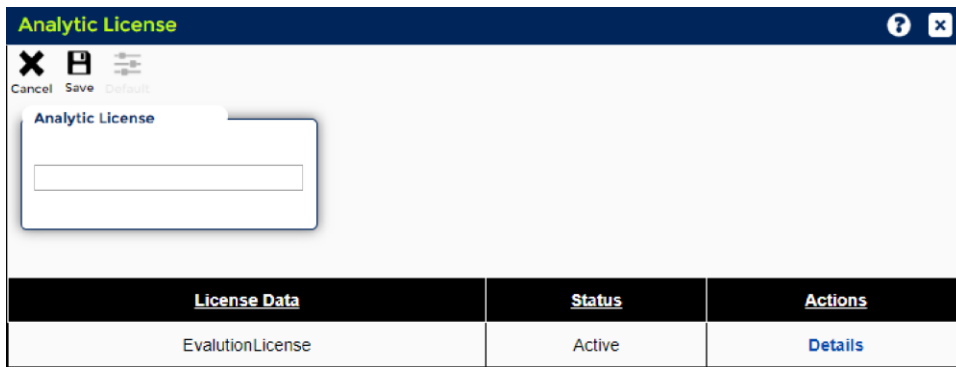 Analytic License
Cancel Save Default
Analytic License
License Data Status Actions
EvalutionLicense Active Details